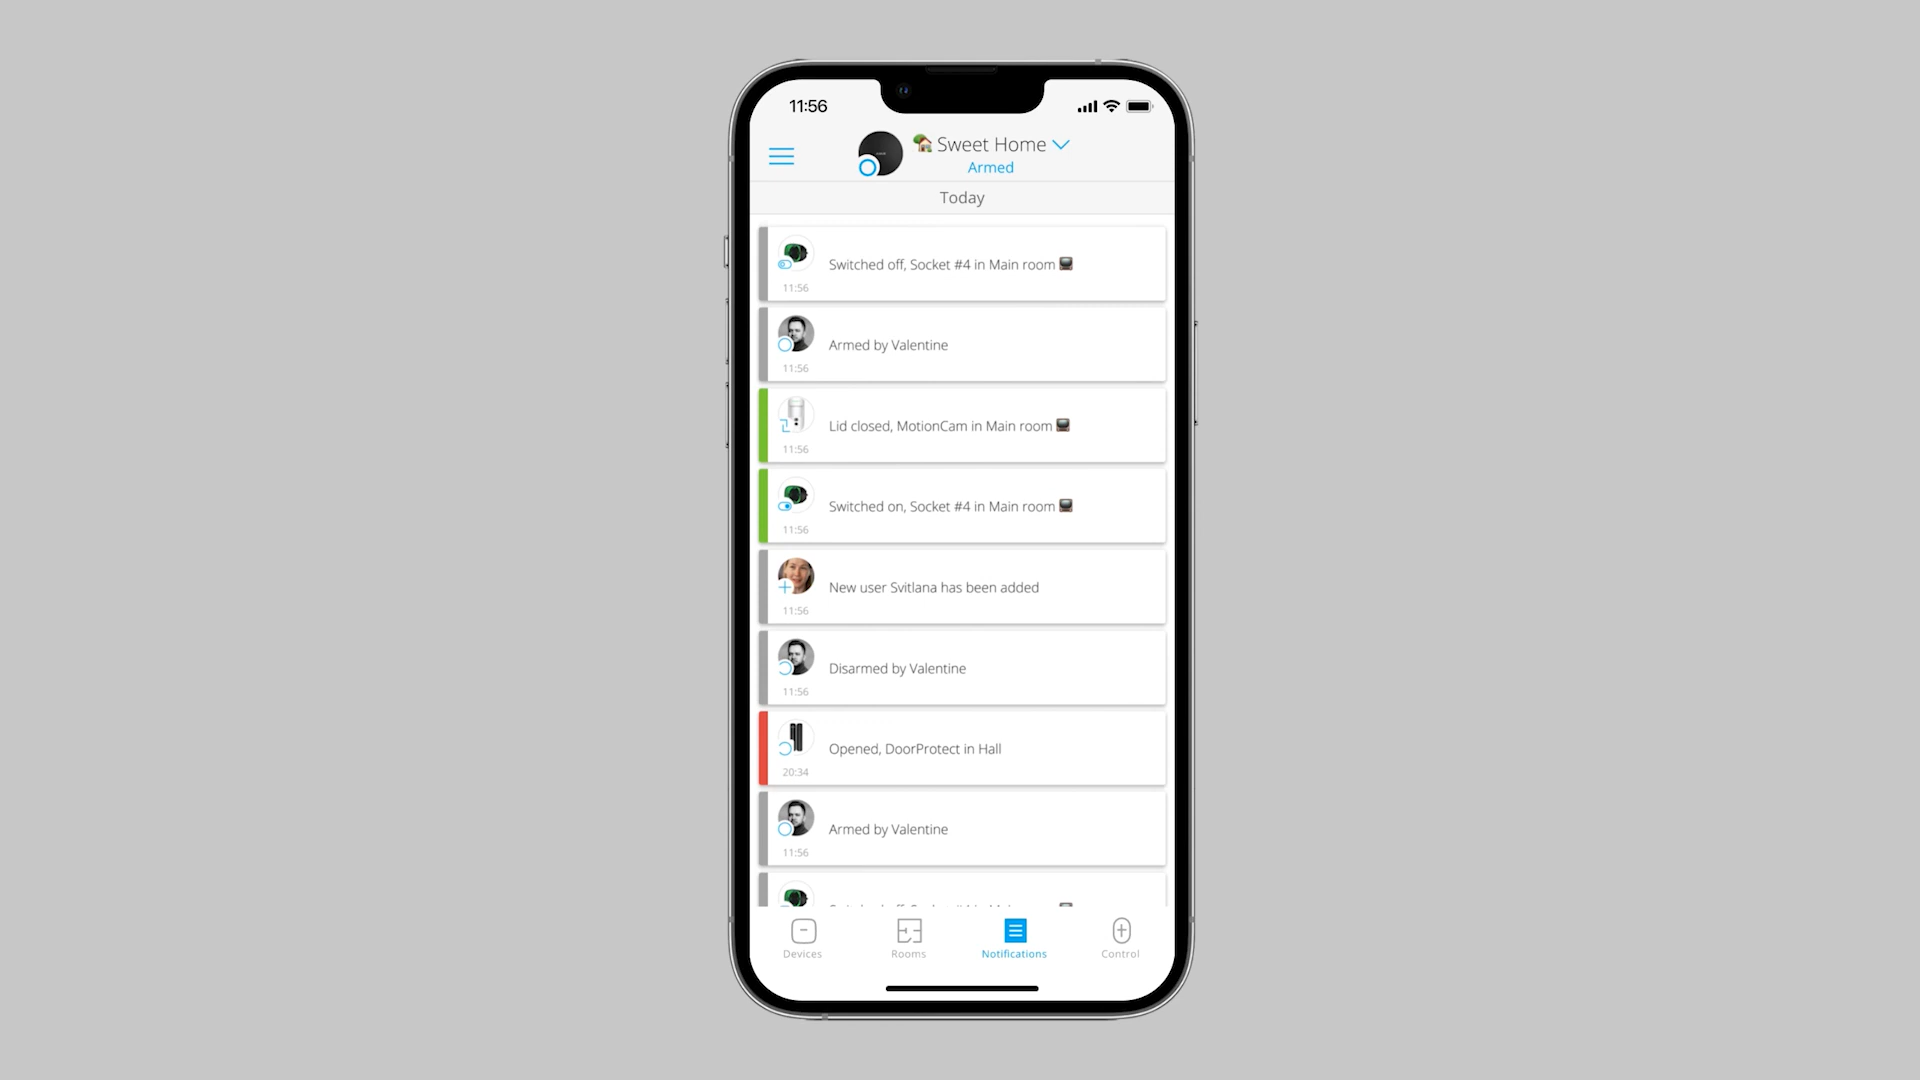 11:56
Sweet Home
Armed
Today
Switched off, Socket #4 in Main room
11:56
Armed by Valentine
11:56
Lid closed, MotionCam in Main room
11:56
Switched on, Socket #4 in Main room
11:56
New user Svitlana has been added
11:56
Disarmed by Valentine
11:56
Opened, DoorProtect in Hall
20:34
Armed by Valentine
11:56
Devices
Rooms
Notifications
Control